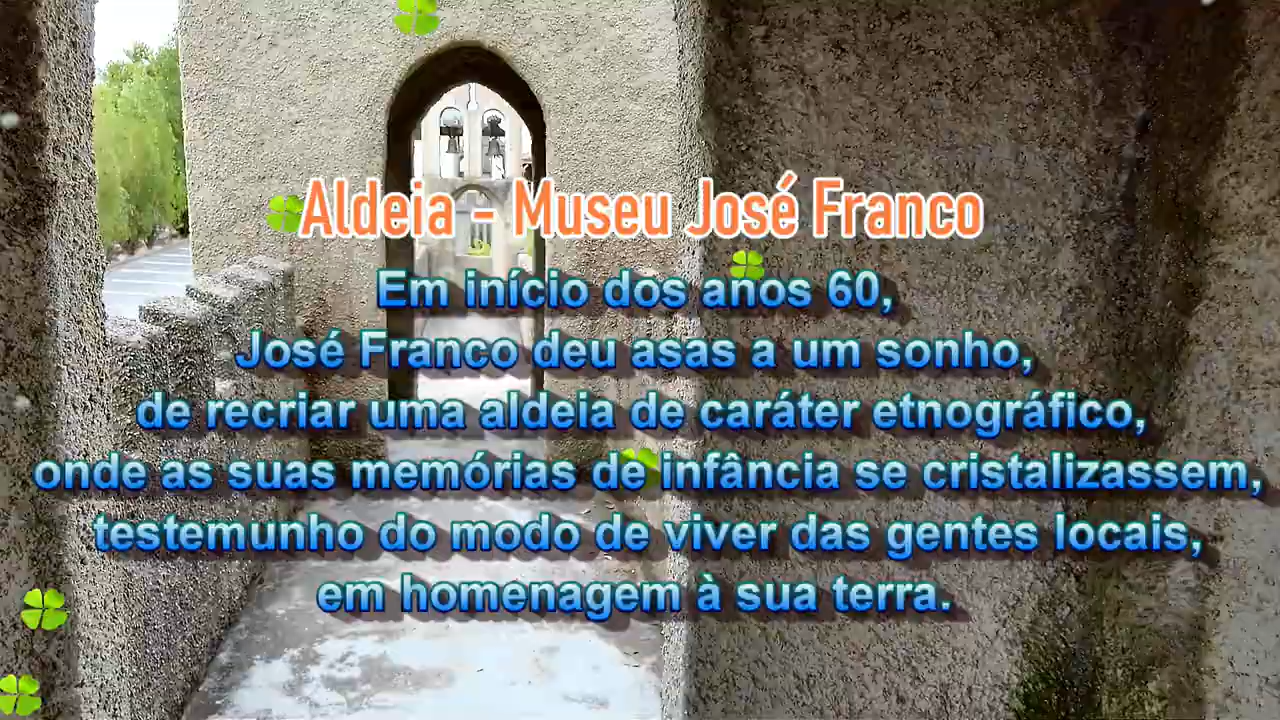 Aldeia - Museu José Franco
Em início dos anos 60,
José Franco deu asas a um sonho,
de recriar uma aldeia de caráter etnográfico,
onde as suas memórias de infância se cristalizassem,
testemunho do modo de viver das gentes locais,
em homenagem à sua terra.